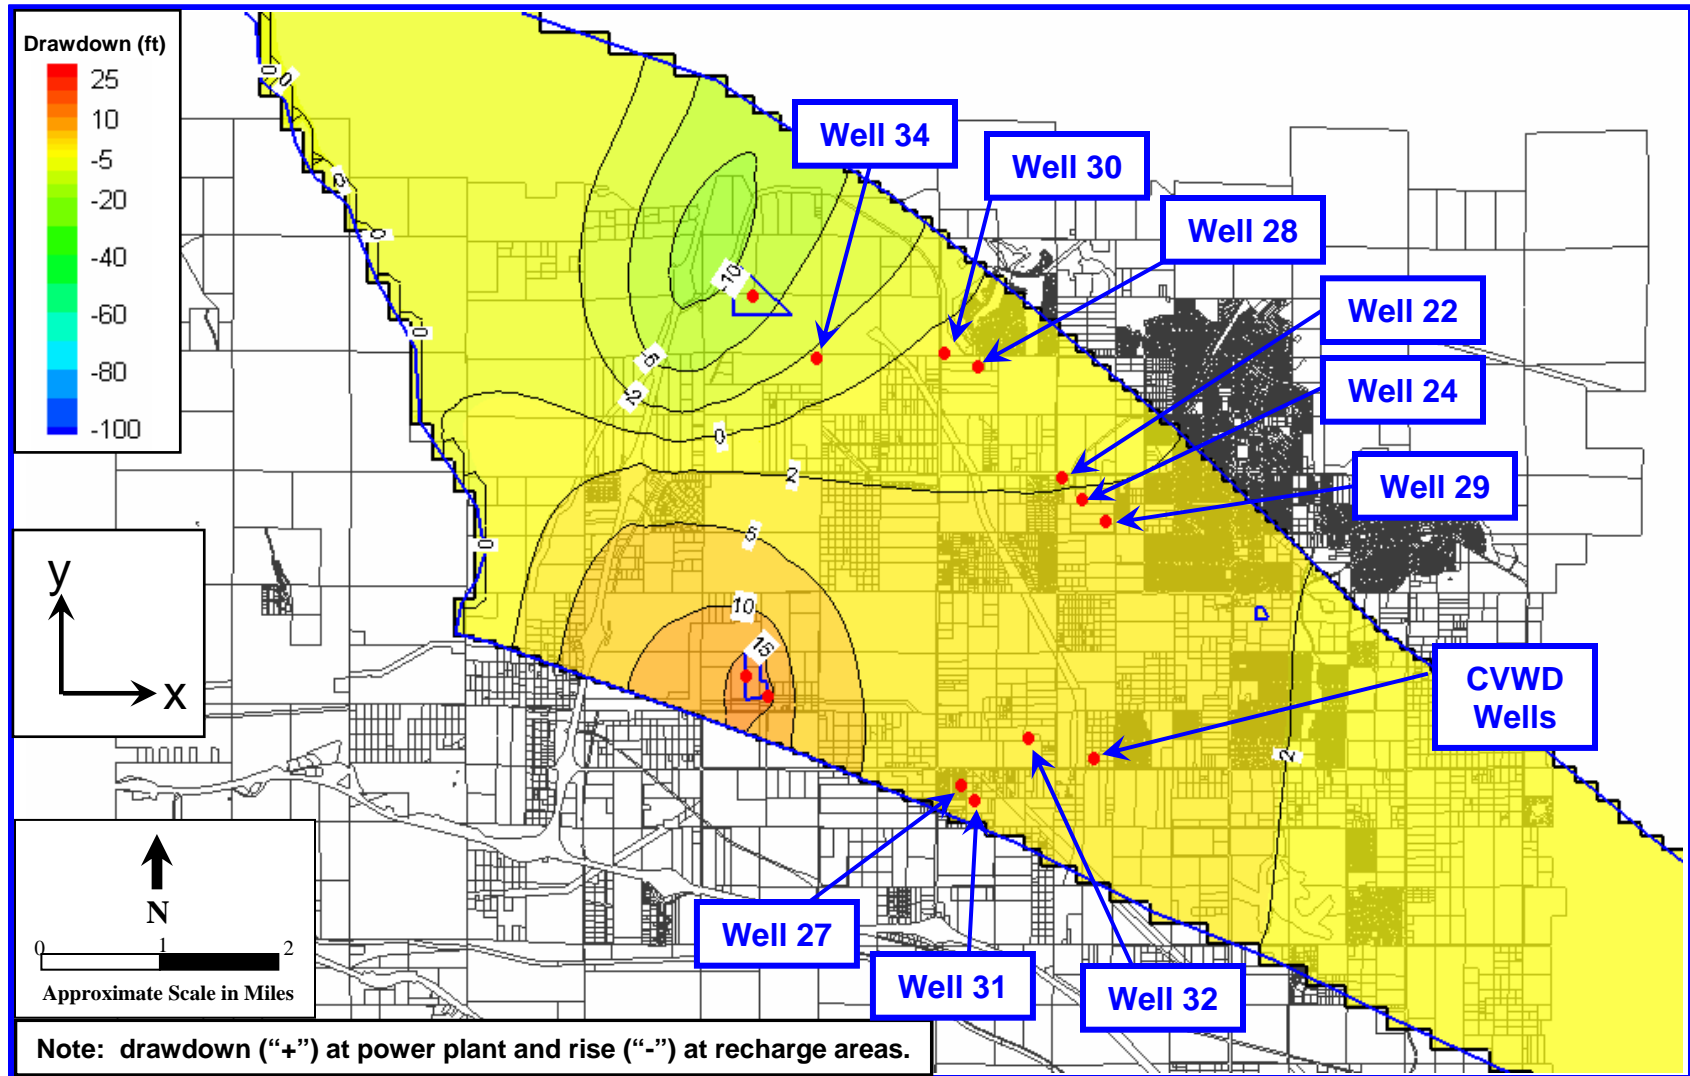 Drawdown (ft)
25
10
-5
-20
-40
-60
-80
-100
0
0
0
0
0
0
-10
-6
-2
0
2
5
10
15
2
Well 34
Well 30
Well 28
Well 22
Well 24
Well 29
CVWD
Wells
Well 27
Well 31
Well 32
y
x
N
0 1 2
Approximate Scale in Miles
Note: drawdown (“+”) at power plant and rise (“-”) at recharge areas.